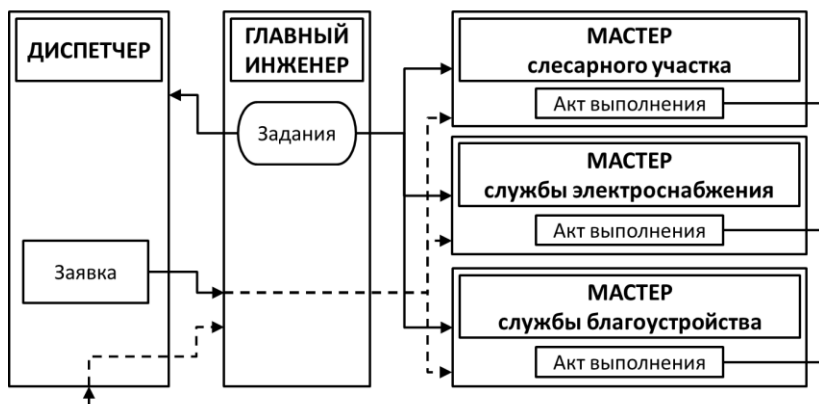 ДИСПЕТЧЕР
ГЛАВНЫЙ
ИНЖЕНЕР
Задания
Заявка
МАСТЕР
слесарного участка
Акт выполнения
МАСТЕР
службы электроснабжения
Акт выполнения
МАСТЕР
службы благоустройства
Акт выполнения